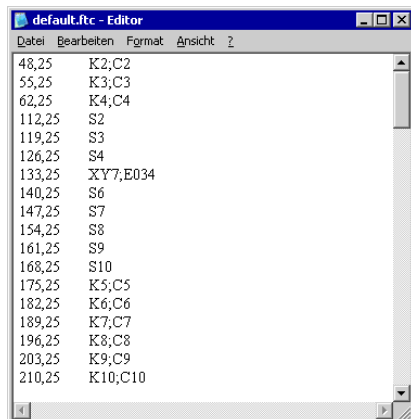 default.ftc - Editor
Datei Bearbeiten Format Ansicht ?
48,25 K2;C2
55,25 K3;C3
62,25 K4;C4
112,25 S2
119,25 S3
126,25 S4
133,25 XY7;E034
140,25 S6
147,25 S7
154,25 S8
161,25 S9
168,25 S10
175,25 K5;C5
182,25 K6;C6
189,25 K7;C7
196,25 K8;C8
203,25 K9;C9
210,25 K10;C10